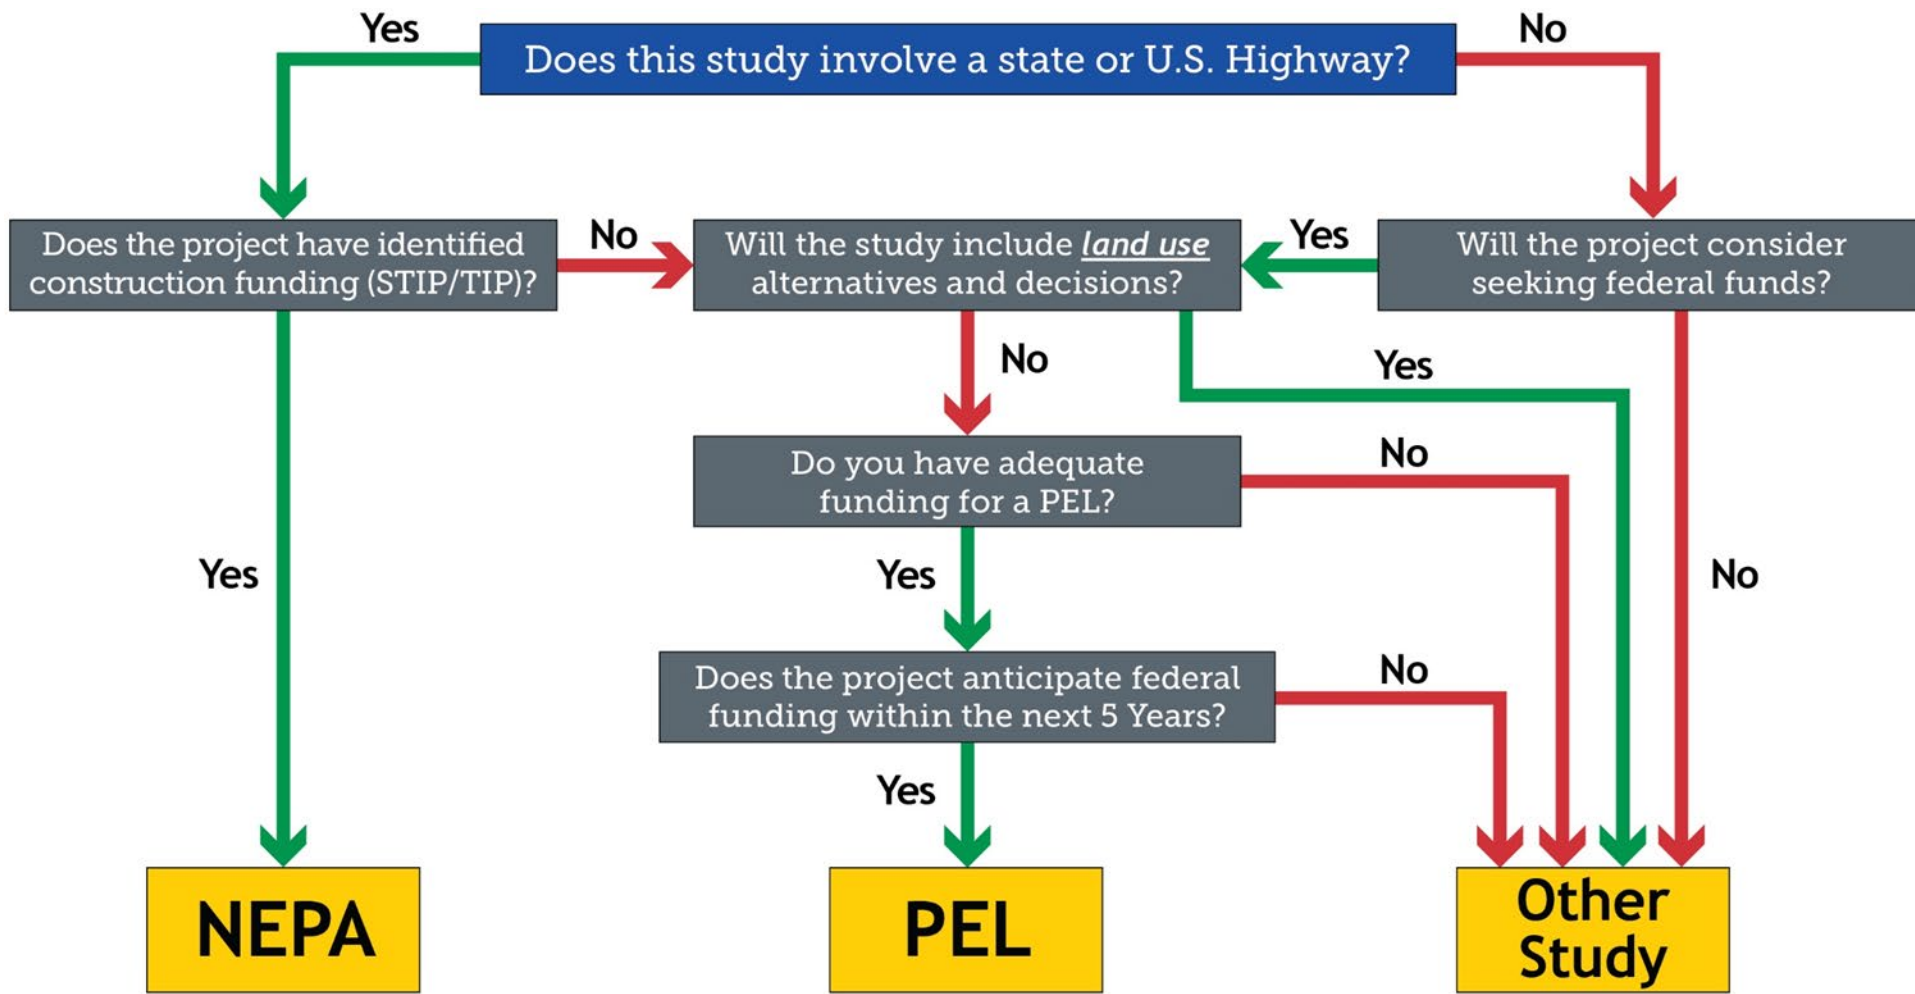 Yes
Does this study involve a state or U.S. Highway?
No
Does the project have identified
construction funding (STIP/TIP)?
No
Will the study include land use
alternatives and decisions?
Yes
Will the project consider
seeking federal funds?
No
Yes
Do you have adequate
funding for a PEL?
No
Yes
Yes
No
Does the project anticipate federal
funding within the next 5 Years?
No
Yes
NEPA
PEL
Other
Study